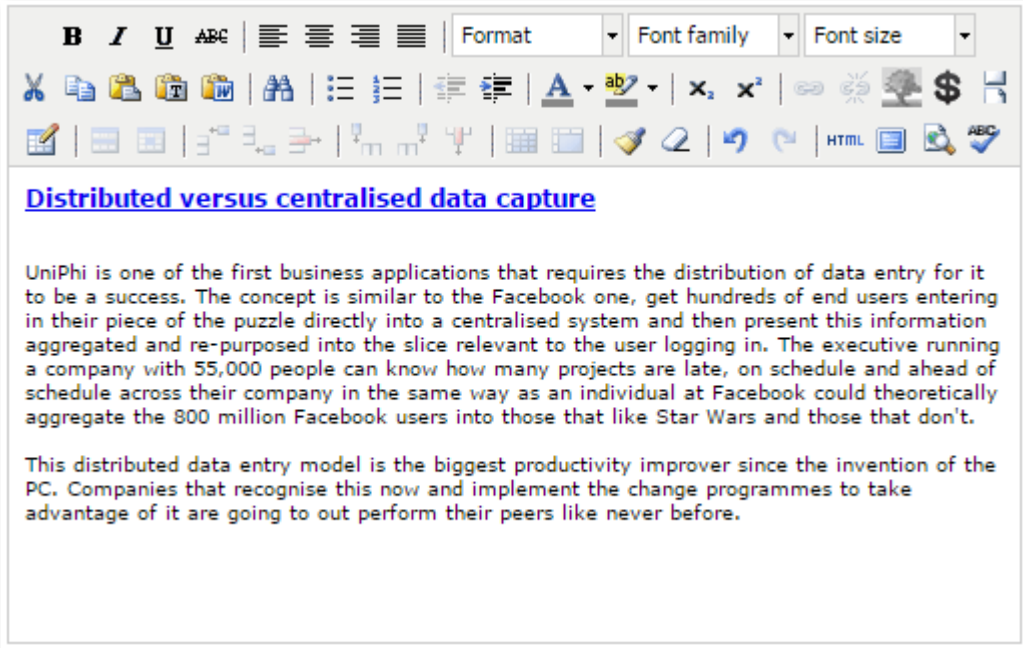 B I U ABC Format Font family Font size
T W A ab x₂ x² $
HTML ABC
Distributed versus centralised data capture
UniPhi is one of the first business applications that requires the distribution of data entry for it
to be a success. The concept is similar to the Facebook one, get hundreds of end users entering
in their piece of the puzzle directly into a centralised system and then present this information
aggregated and re-purposed into the slice relevant to the user logging in. The executive running
a company with 55,000 people can know how many projects are late, on schedule and ahead of
schedule across their company in the same way as an individual at Facebook could theoretically
aggregate the 800 million Facebook users into those that like Star Wars and those that don't.
This distributed data entry model is the biggest productivity improver since the invention of the
PC. Companies that recognise this now and implement the change programmes to take
advantage of it are going to out perform their peers like never before.